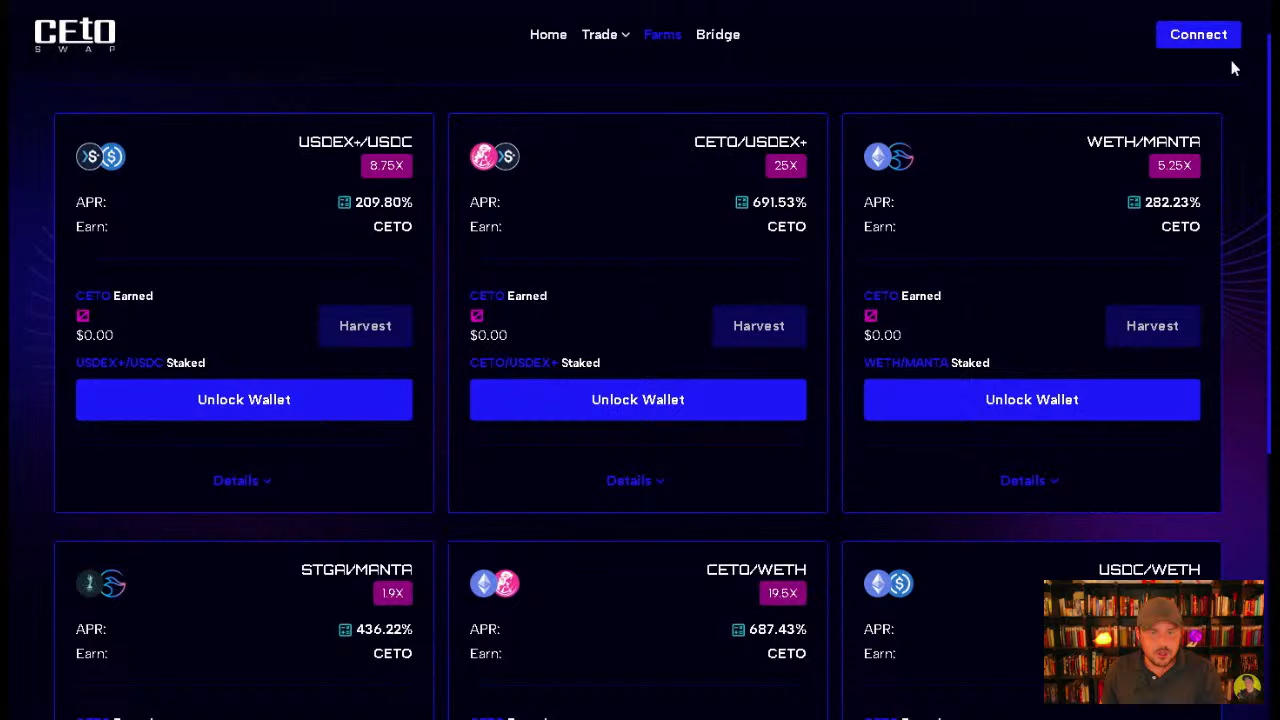 CETO
SWAP
Home
Trade
Farms
Bridge
Connect
USDEX+/USDC
8.75X
APR:
209.80%
Earn:
CETO
CETO Earned
$0.00
Harvest
USDEX+/USDC Staked
Unlock Wallet
Details
CETO/USDEX+
25X
APR:
691.53%
Earn:
CETO
CETO Earned
$0.00
Harvest
CETO/USDEX+ Staked
Unlock Wallet
Details
WETH/MANTA
5.25X
APR:
282.23%
Earn:
CETO
CETO Earned
$0.00
Harvest
WETH/MANTA Staked
Unlock Wallet
Details
STGAI/MANTA
1.9X
APR:
436.22%
Earn:
CETO
CETO/WETH
19.5X
APR:
687.43%
Earn:
CETO
USDC/WETH
APR:
Earn: